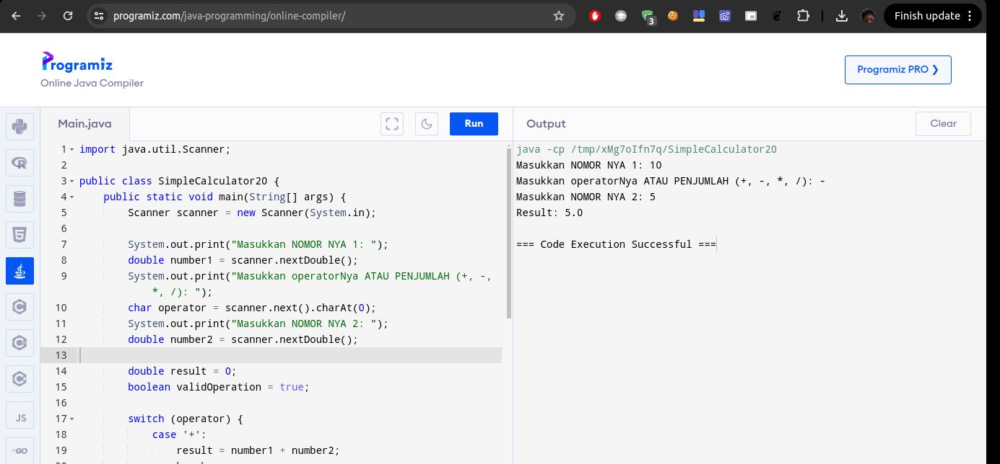 programiz.com/java-programming/online-compiler/
3
Finish update
Programiz
Online Java Compiler
Programiz PRO ❯
Main.java
Run
Output
Clear
1 import java.util.Scanner;
2
3 public class SimpleCalculator20 {
4 public static void main(String[] args) {
5 Scanner scanner = new Scanner(System.in);
6
7 System.out.print("Masukkan NOMOR NYA 1: ");
8 double number1 = scanner.nextDouble();
9 System.out.print("Masukkan operatorNya ATAU PENJUMLAH (+, -,
*, /): ");
10 char operator = scanner.next().charAt(0);
11 System.out.print("Masukkan NOMOR NYA 2: ");
12 double number2 = scanner.nextDouble();
13
14 double result = 0;
15 boolean validOperation = true;
16
17 switch (operator) {
18 case '+':
19 result = number1 + number2;
java -cp /tmp/xMg7oIfn7q/SimpleCalculator20
Masukkan NOMOR NYA 1: 10
Masukkan operatorNya ATAU PENJUMLAH (+, -, *, /): -
Masukkan NOMOR NYA 2: 5
Result: 5.0
=== Code Execution Successful ===
JS
GO